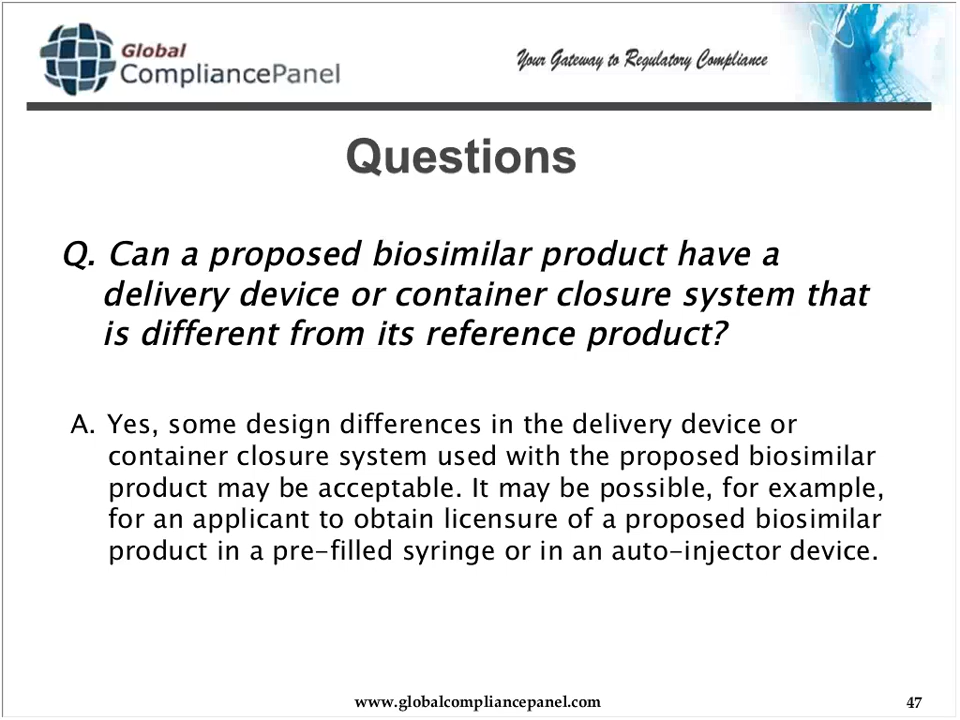 Global
CompliancePanel
Your Gateway to Regulatory Compliance
Questions
Q. Can a proposed biosimilar product have a
delivery device or container closure system that
is different from its reference product?
A. Yes, some design differences in the delivery device or
container closure system used with the proposed biosimilar
product may be acceptable. It may be possible, for example,
for an applicant to obtain licensure of a proposed biosimilar
product in a pre-filled syringe or in an auto-injector device.
www.globalcompliancepanel.com
47